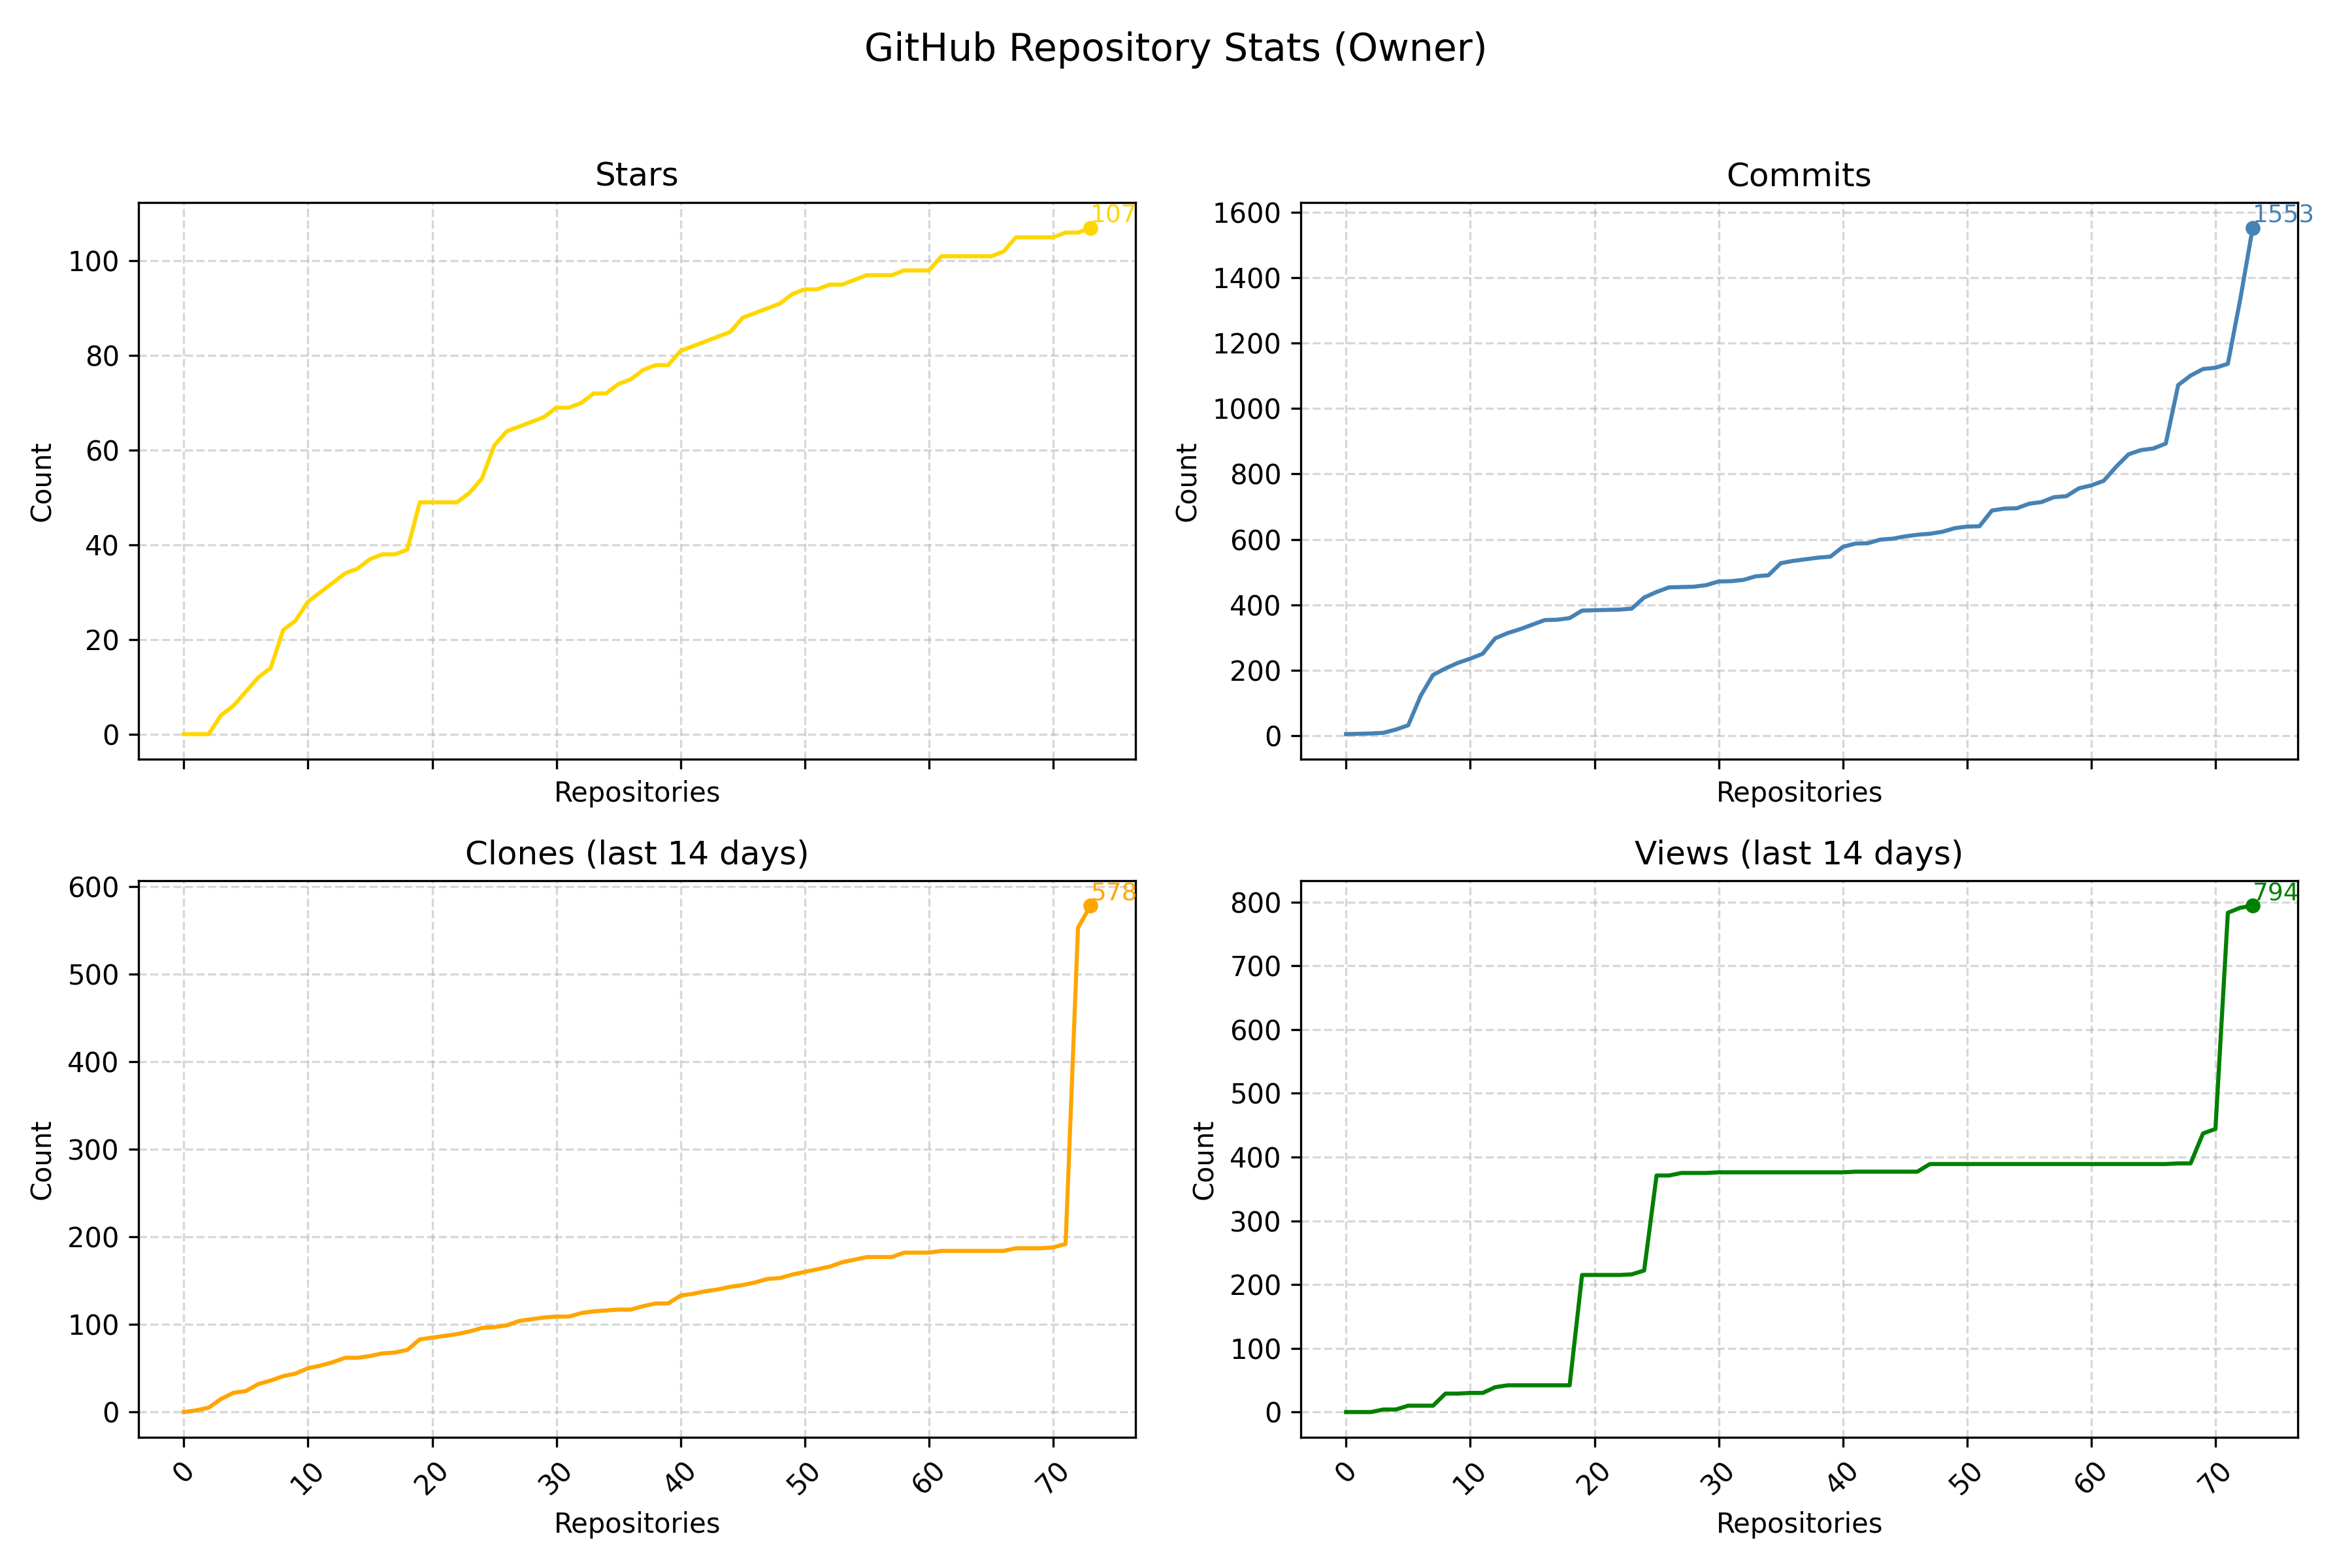 GitHub Repository Stats (Owner)
Stars
107
100
80
60
40
20
0
Count
Repositories
Commits
1553
1600
1400
1200
1000
800
600
400
200
0
Count
Repositories
Clones (last 14 days)
578
600
500
400
300
200
100
0
Count
0 10 20 30 40 50 60 70
Repositories
Views (last 14 days)
794
800
700
600
500
400
300
200
100
0
Count
0 10 20 30 40 50 60 70
Repositories